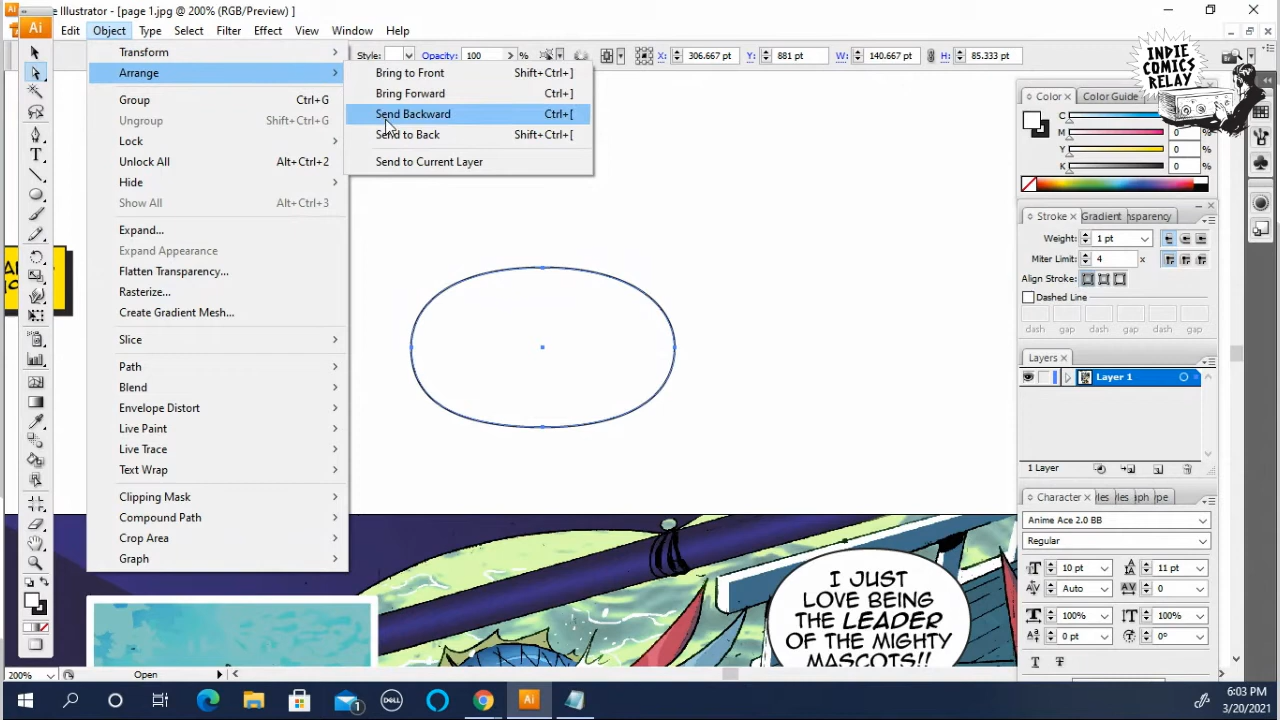 Ai
Illustrator - [page 1.jpg @ 200% (RGB/Preview) ]
Edit
Object
Type
Select
Filter
Effect
View
Window
Help
Style:
Opacity:
100
%
X:
306.667 pt
Y:
881 pt
W:
140.667 pt
H:
85.333 pt
Transform
Arrange
Group
Ctrl+G
Ungroup
Shift+Ctrl+G
Lock
Unlock All
Alt+Ctrl+2
Hide
Show All
Alt+Ctrl+3
Expand...
Expand Appearance
Flatten Transparency...
Rasterize...
Create Gradient Mesh...
Slice
Path
Blend
Envelope Distort
Live Paint
Live Trace
Text Wrap
Clipping Mask
Compound Path
Crop Area
Graph
Bring to Front
Shift+Ctrl+]
Bring Forward
Ctrl+]
Send Backward
Ctrl+[
Send to Back
Shift+Ctrl+[
Send to Current Layer
INDIE
COMICS
RELAY
Color
Color Guide
C
%
M
0
%
Y
0
%
K
0
%
Stroke
Gradient
nsparency
Weight:
1 pt
Miter Limit:
4
x
Align Stroke:
Dashed Line
dash
gap
dash
gap
dash
gap
Layers
Layer 1
1 Layer
Character
Anime Ace 2.0 BB
Regular
10 pt
11 pt
Auto
0
100%
100%
0 pt
0°
I JUST
LOVE BEING
THE LEADER
OF THE MIGHTY
MASCOTS!!
200%
Open
DELL
1
Ai
6:03 PM
3/20/2021